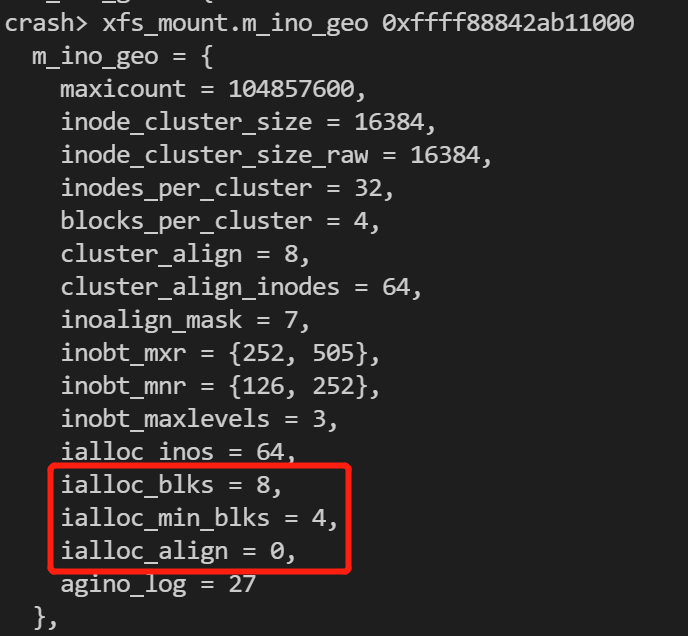 crash> xfs_mount.m_ino_geo 0xffff88842ab11000
m_ino_geo = {
maxicount = 104857600,
inode_cluster_size = 16384,
inode_cluster_size_raw = 16384,
inodes_per_cluster = 32,
blocks_per_cluster = 4,
cluster_align = 8,
cluster_align_inodes = 64,
inoalign_mask = 7,
inobt_mxr = {252, 505},
inobt_mnr = {126, 252},
inobt_maxlevels = 3,
ialloc_inos = 64,
ialloc_blks = 8,
ialloc_min_blks = 4,
ialloc_align = 0,
agino_log = 27
},